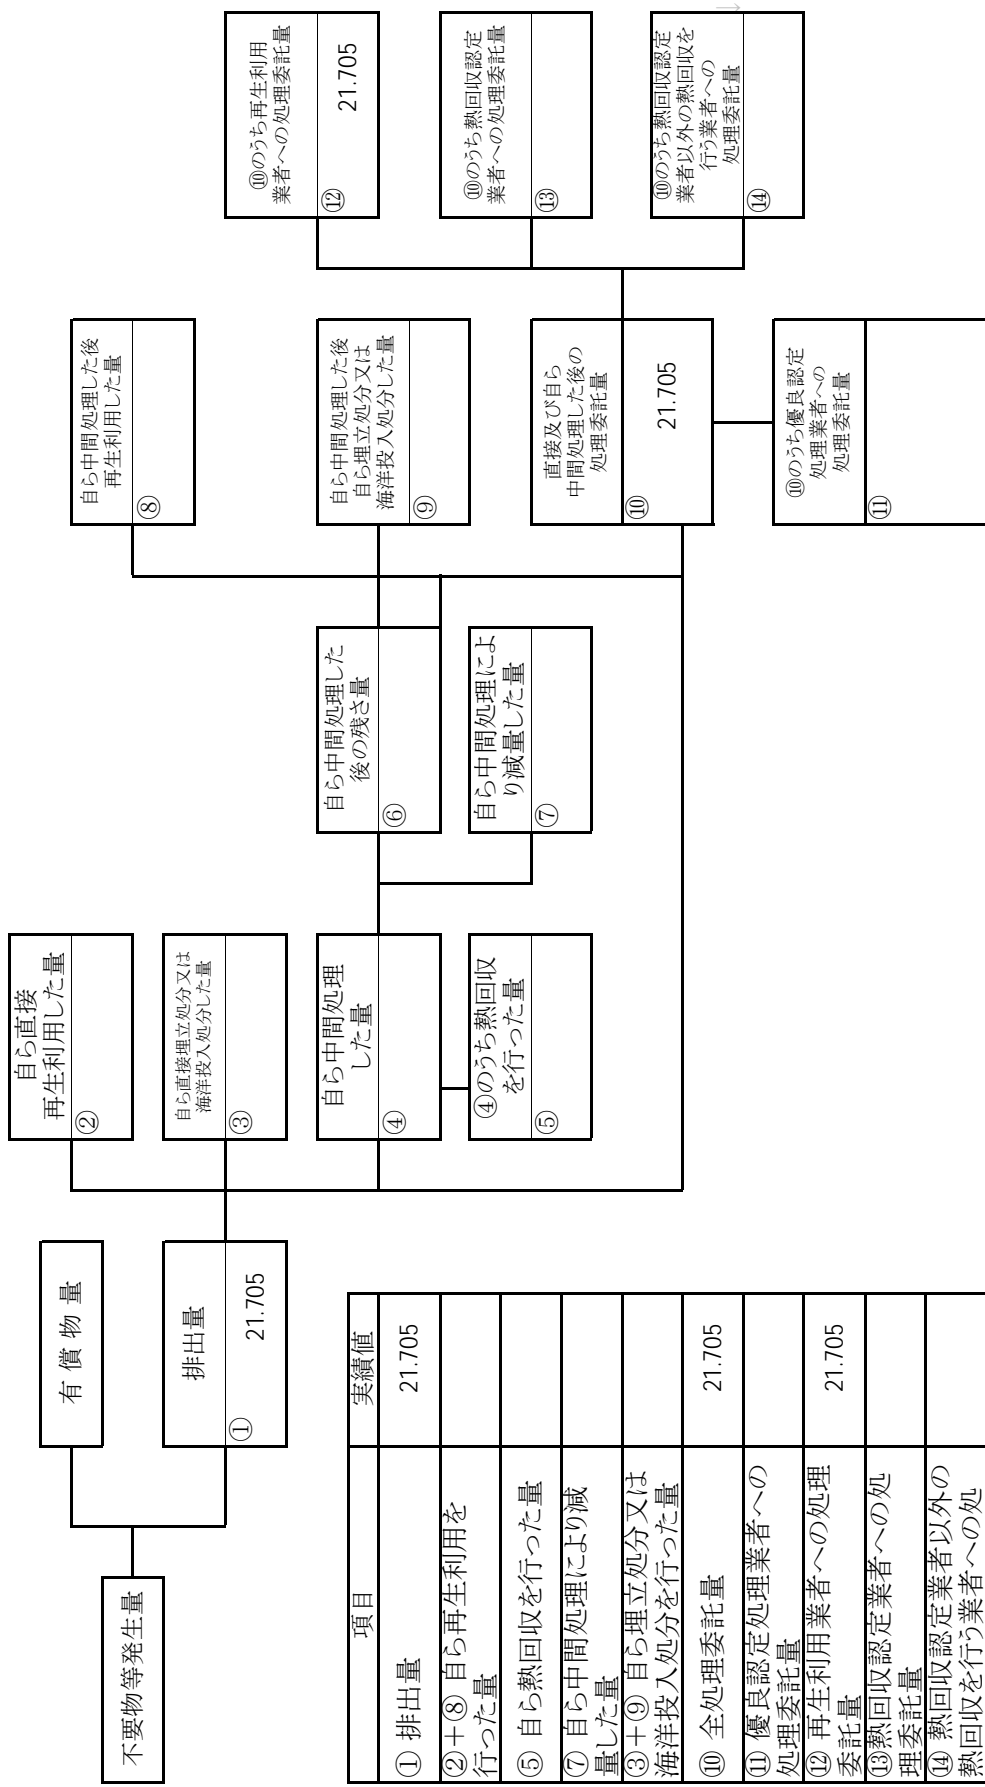 不要物等発生量
有償物量
排出量
①
21.705
自ら直接
再生利用した量
②
自ら直接埋立処分又は
海洋投入処分した量
③
自ら中間処理
した量
④
④のうち熱回収
を行った量
⑤
自ら中間処理した
後の残さ量
⑥
自ら中間処理によ
り減量した量
⑦
自ら中間処理した後
再生利用した量
⑧
自ら中間処理した後
自ら埋立処分又は
海洋投入処分した量
⑨
直接及び自ら
中間処理した後の
処理委託量
⑩
21.705
⑩のうち優良認定
処理業者への
処理委託量
⑪
⑩のうち再生利用
業者への処理委託量
⑫
21.705
⑩のうち熱回収認定
業者への処理委託量
⑬
⑩のうち熱回収認定
業者以外の熱回収を
行う業者への
処理委託量
⑭
項目 実績値
① 排出量 21.705
②＋⑧ 自ら再生利用を
行った量
⑤ 自ら熱回収を行った量
⑦ 自ら中間処理により減
量した量
③＋⑨ 自ら埋立処分又は
海洋投入処分を行った量
⑩ 全処理委託量 21.705
⑪ 優良認定処理業者への
処理委託量
⑫ 再生利用業者への処理
委託量 21.705
⑬熱回収認定業者への処
理委託量
⑭ 熱回収認定業者以外の
熱回収を行う業者への処